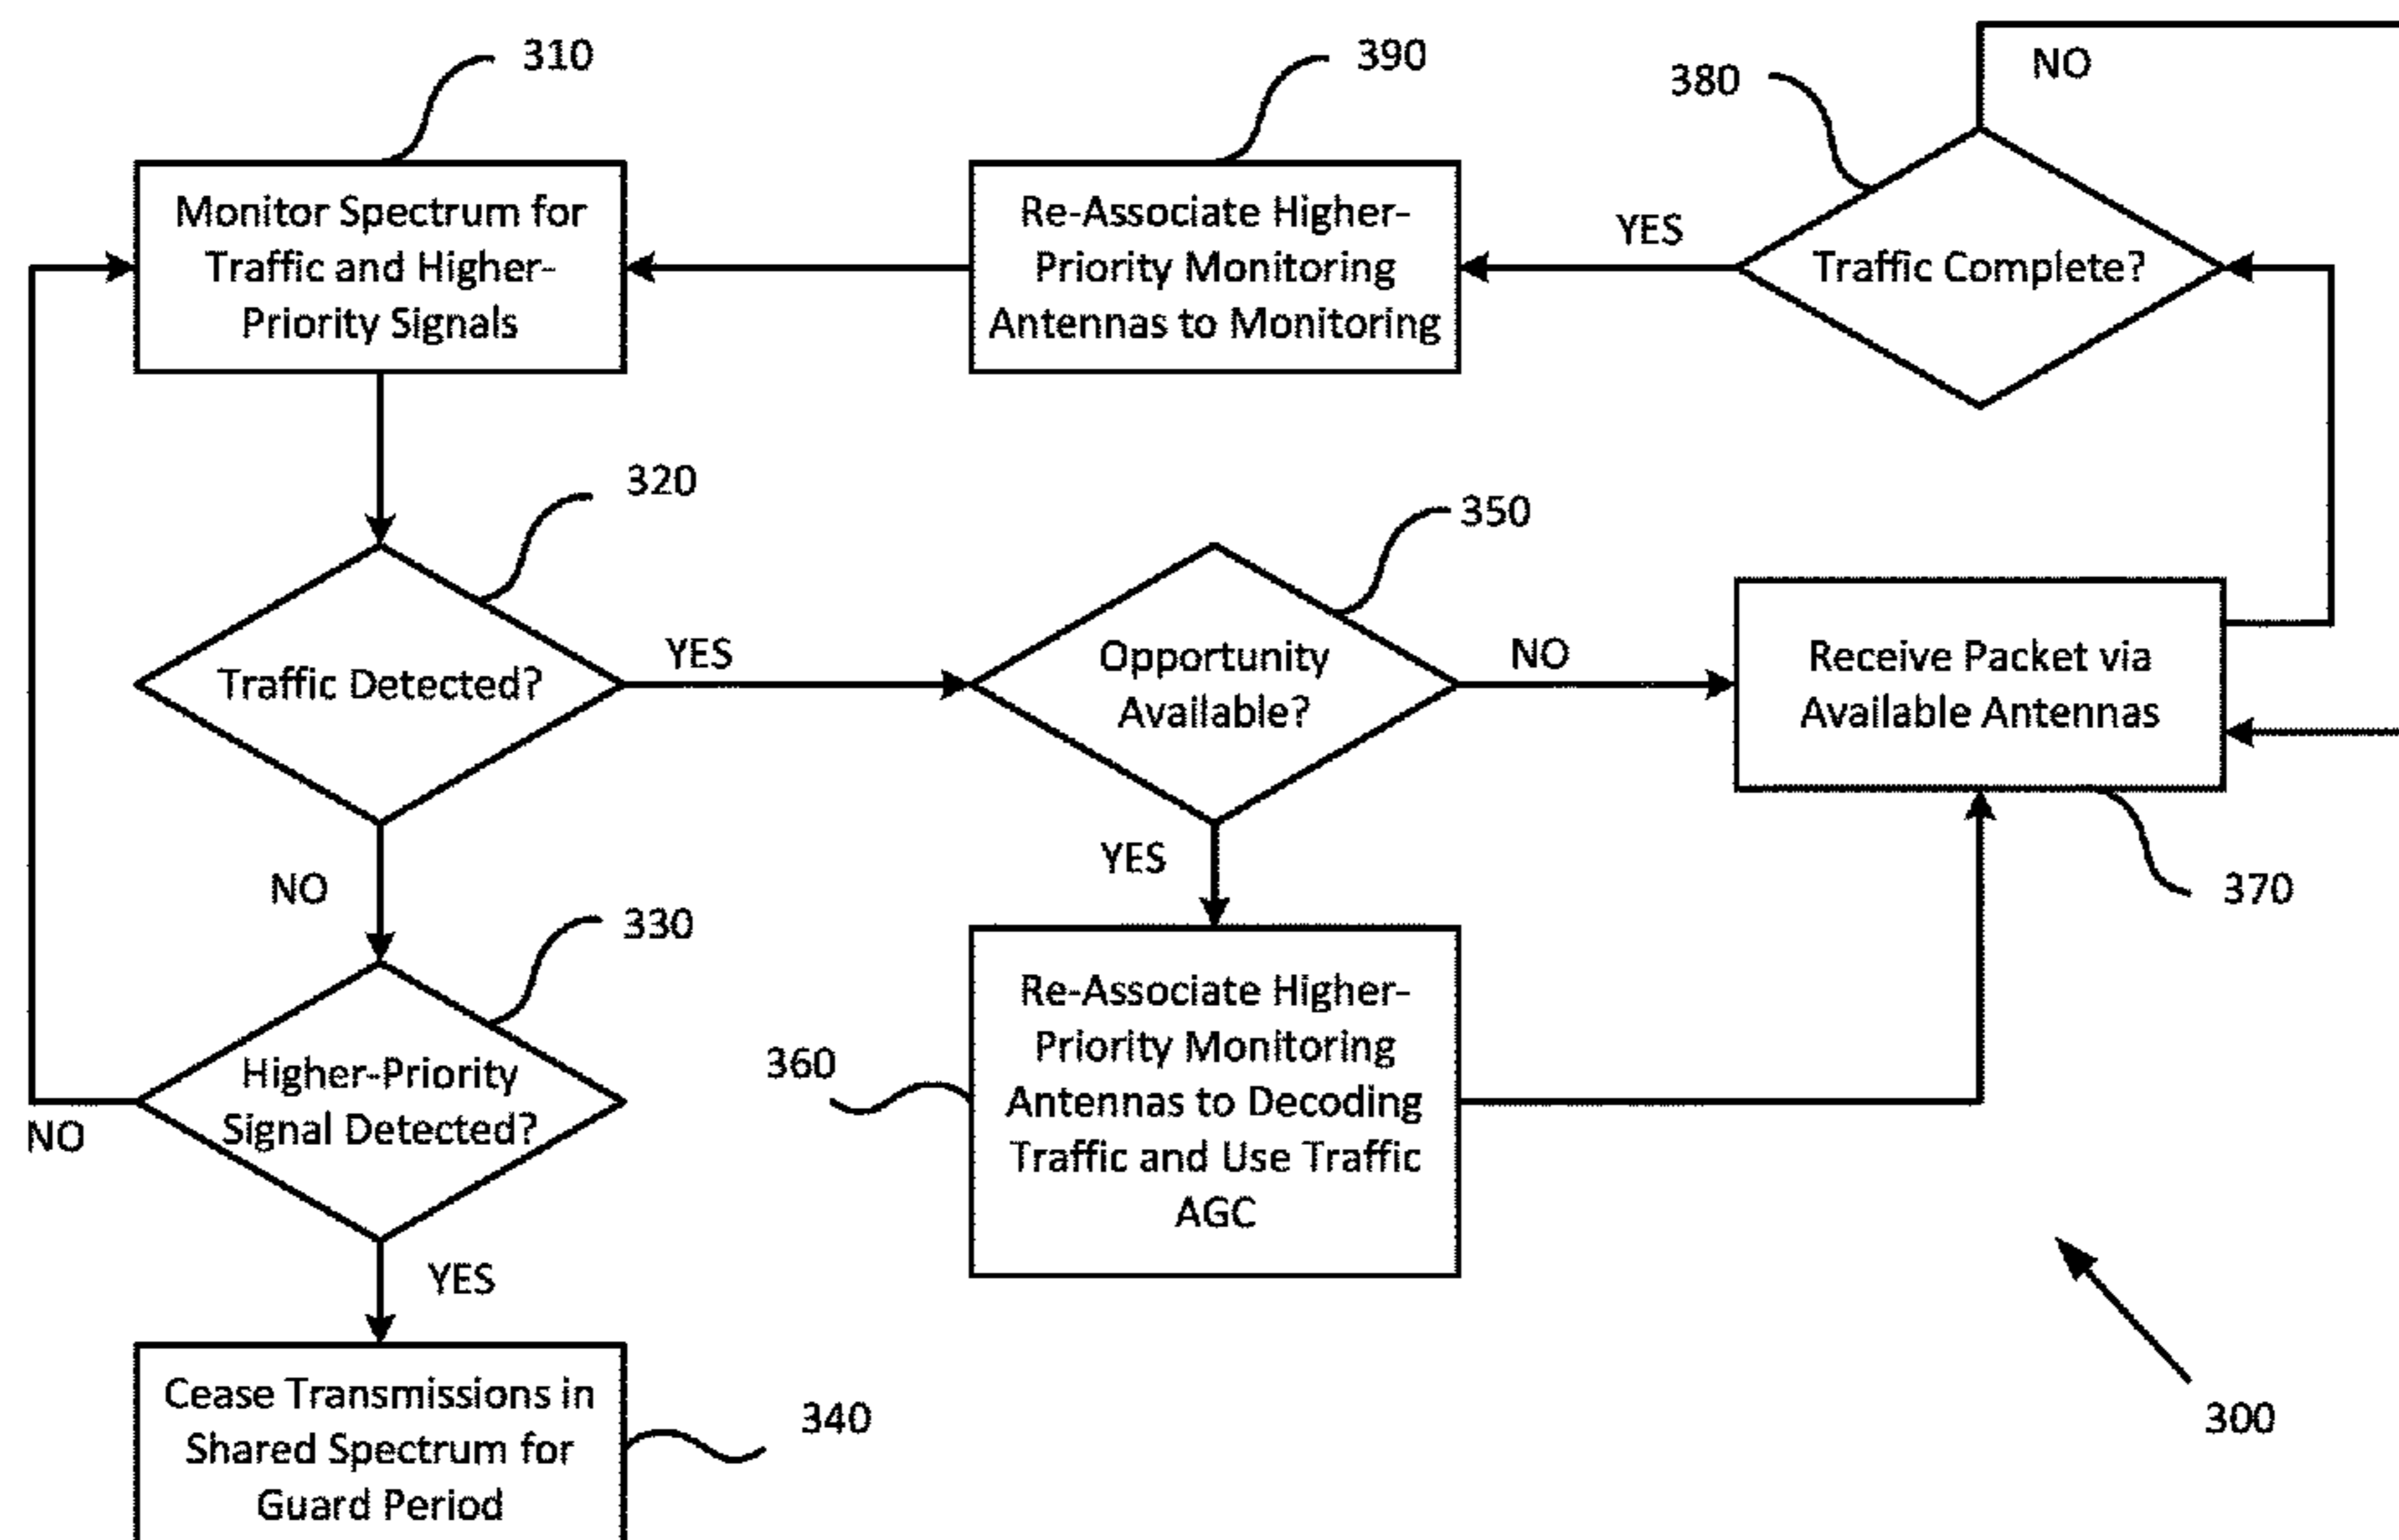 310
390
380
NO
Monitor Spectrum for
Traffic and Higher-
Priority Signals
Re-Associate Higher-
Priority Monitoring
Antennas to Monitoring
YES
Traffic Complete?
320
350
Traffic Detected?
YES
Opportunity
Available?
NO
Receive Packet via
Available Antennas
370
NO
YES
330
Higher-Priority
Signal Detected?
NO
360
Re-Associate Higher-
Priority Monitoring
Antennas to Decoding
Traffic and Use Traffic
AGC
YES
Cease Transmissions in
Shared Spectrum for
Guard Period
340
300